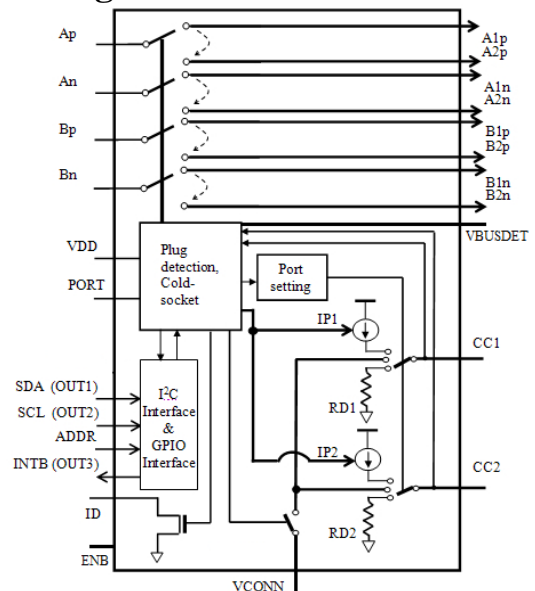 Ap
A1p
A2p
An
A1n
A2n
Bp
B1p
B2p
Bn
B1n
B2n
VBUSDET
VDD
Plug
detection,
Cold-
socket
Port
setting
PORT
IP1
CC1
SDA (OUT1)
SCL (OUT2)
ADDR
INTB (OUT3)
I2C
Interface
&
GPIO
Interface
RD1
IP2
CC2
ID
RD2
ENB
VCONN